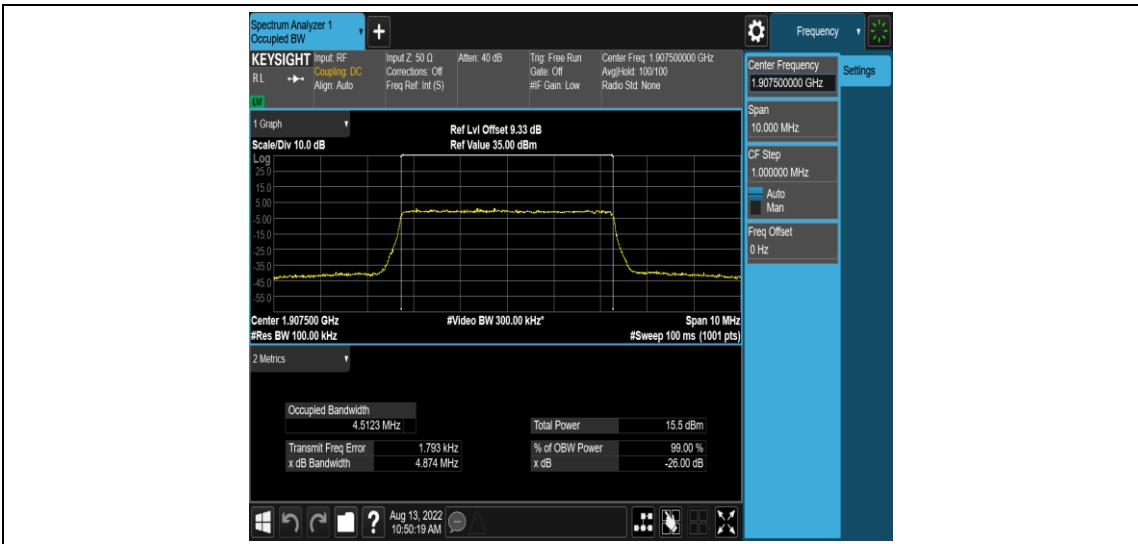 Spectrum Analyzer 1
Occupied BW
+
Frequency
KEYSIGHT
RL
LXI
Input: RF
Coupling: DC
Align: Auto
Input Z: 50 Ω
Corrections: Off
Freq Ref: Int (S)
Atten: 40 dB
Trig: Free Run
Gate: Off
#IF Gain: Low
Center Freq: 1.907500000 GHz
Avg|Hold: 100/100
Radio Std: None
Center Frequency
1.907500000 GHz
Settings
Span
10.000 MHz
CF Step
1.000000 MHz
Auto
Man
Freq Offset
0 Hz
1 Graph
Ref Lvl Offset 9.33 dB
Scale/Div 10.0 dB
Ref Value 35.00 dBm
Log
25.0
15.0
5.00
-5.00
-15.0
-25.0
-35.0
-45.0
-55.0
Center 1.907500 GHz
#Video BW 300.00 kHz*
Span 10 MHz
#Res BW 100.00 kHz
#Sweep 100 ms (1001 pts)
2 Metrics
Occupied Bandwidth
4.5123 MHz
Total Power 15.5 dBm
Transmit Freq Error 1.793 kHz
% of OBW Power 99.00 %
x dB Bandwidth 4.874 MHz
x dB -26.00 dB
?
Aug 13, 2022
10:50:19 AM